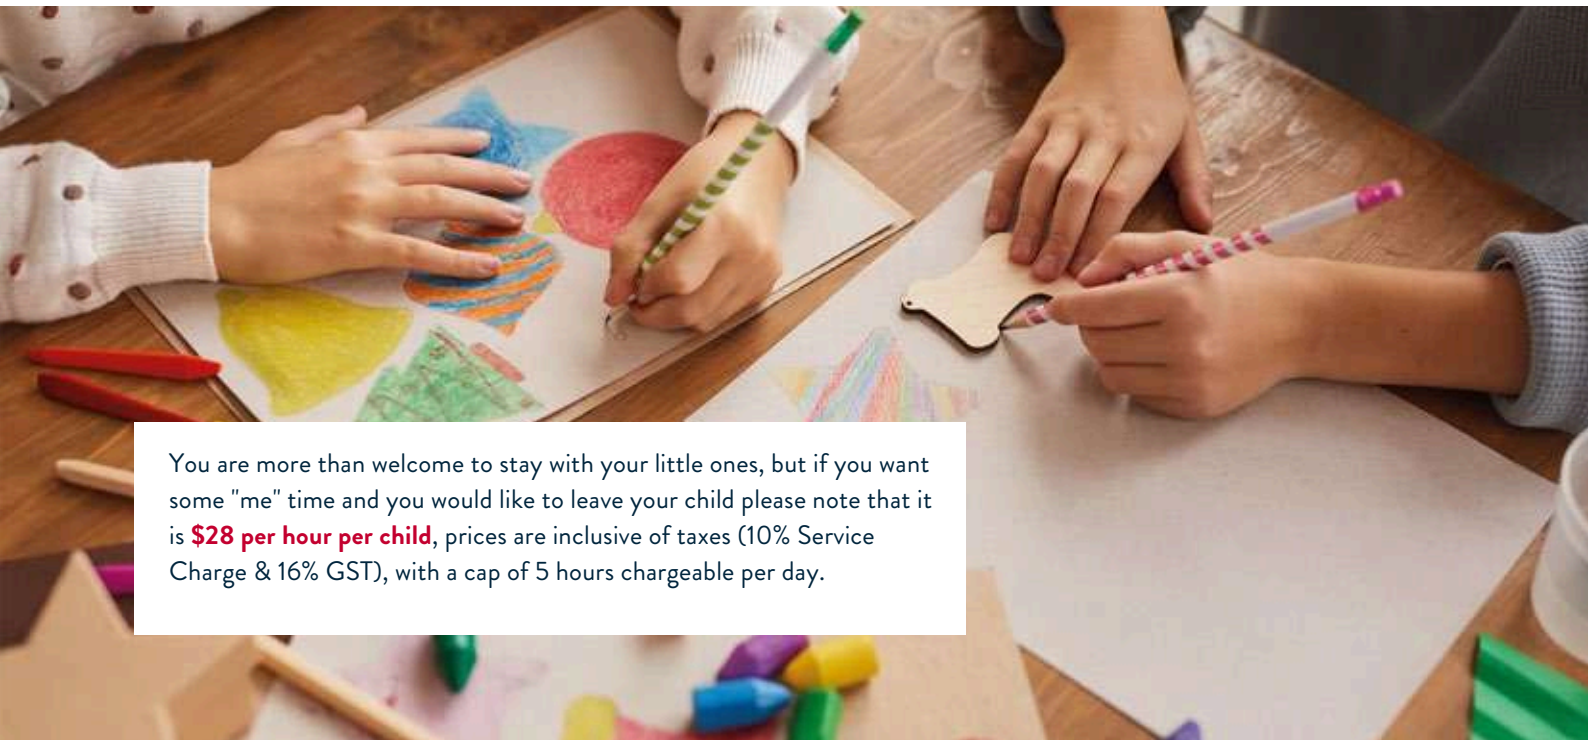 You are more than welcome to stay with your little ones, but if you want
some "me" time and you would like to leave your child please note that it
is $28 per hour per child, prices are inclusive of taxes (10% Service
Charge & 16% GST), with a cap of 5 hours chargeable per day.